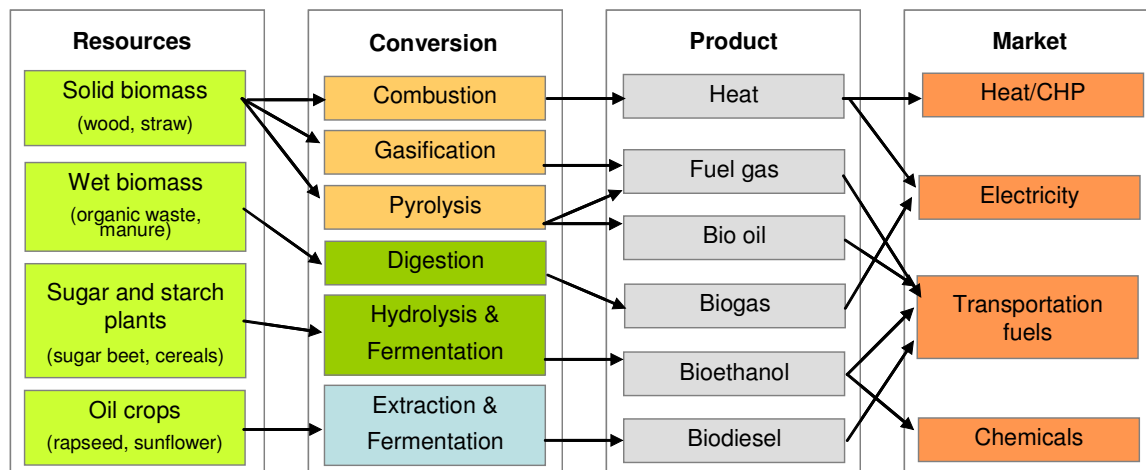 Resources
Solid biomass
(wood, straw)
Wet biomass
(organic waste,
manure)
Sugar and starch
plants
(sugar beet, cereals)
Oil crops
(rapseed, sunflower)
Conversion
Combustion
Gasification
Pyrolysis
Digestion
Hydrolysis &
Fermentation
Extraction &
Fermentation
Product
Heat
Fuel gas
Bio oil
Biogas
Bioethanol
Biodiesel
Market
Heat/CHP
Electricity
Transportation
fuels
Chemicals